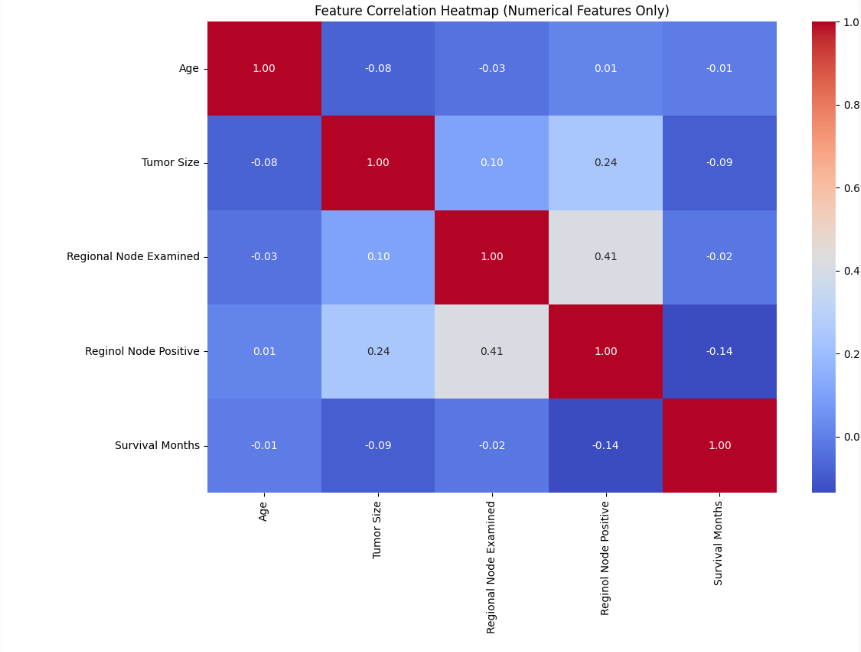 Feature Correlation Heatmap (Numerical Features Only)
Age 1.00 -0.08 -0.03 0.01 -0.01
Tumor Size -0.08 1.00 0.10 0.24 -0.09
Regional Node Examined -0.03 0.10 1.00 0.41 -0.02
Reginol Node Positive 0.01 0.24 0.41 1.00 -0.14
Survival Months -0.01 -0.09 -0.02 -0.14 1.00
Age
Tumor Size
Regional Node Examined
Reginol Node Positive
Survival Months
1.0
0.8
0.6
0.4
0.2
0.0